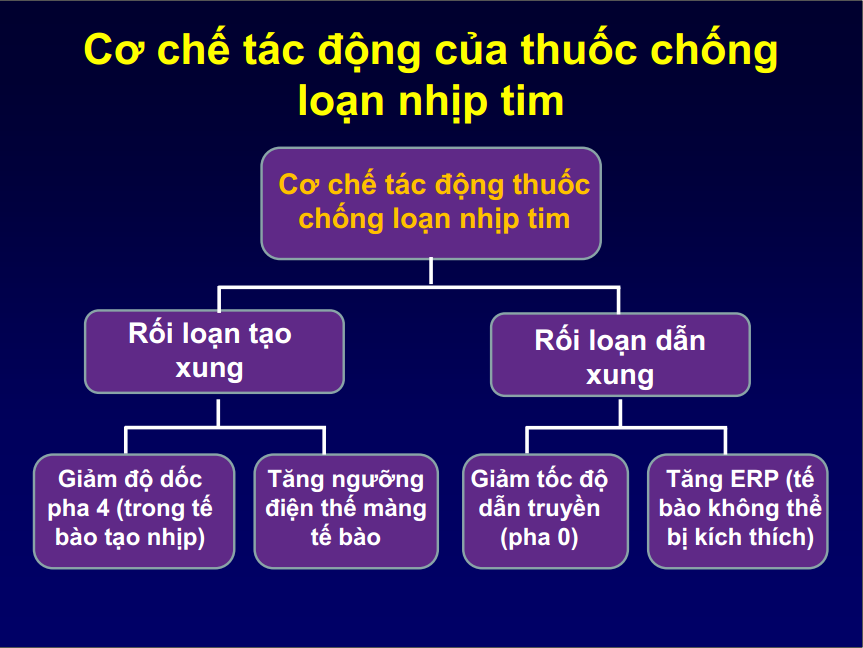 Cơ chế tác động của thuốc chống
loạn nhịp tim
Cơ chế tác động thuốc
chống loạn nhịp tim
Rối loạn tạo
xung
Rối loạn dẫn
xung
Giảm độ dốc
pha 4 (trong tế
bào tạo nhịp)
Tăng ngưỡng
điện thế màng
tế bào
Giảm tốc độ
dẫn truyền
(pha 0)
Tăng ERP (tế
bào không thể
bị kích thích)